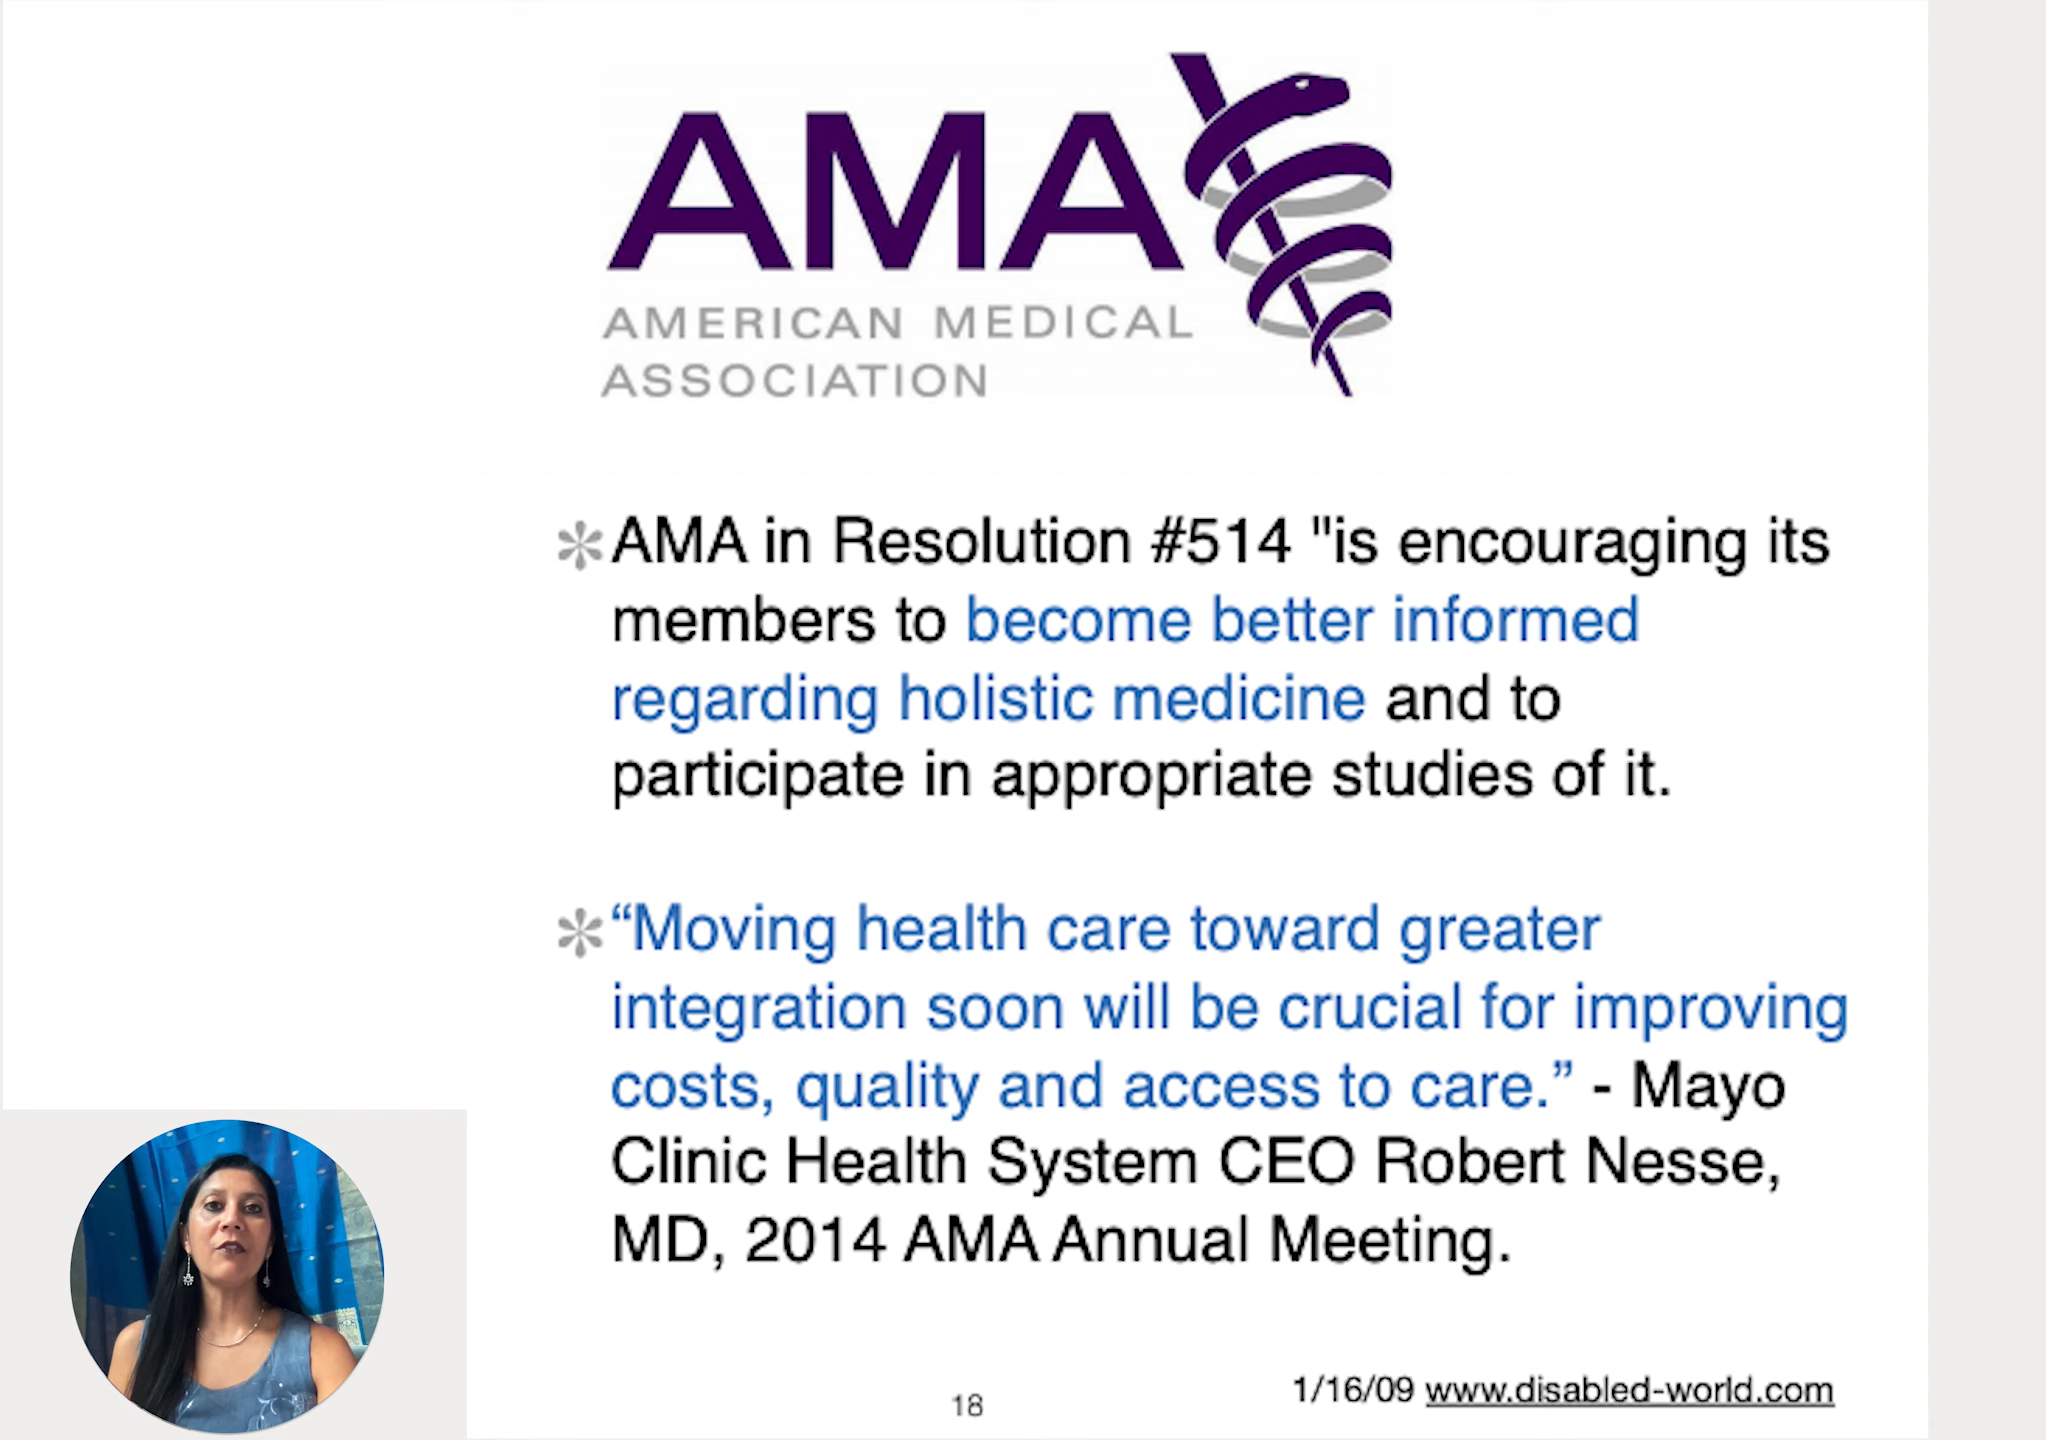 AMA
AMERICAN MEDICAL
ASSOCIATION
AMA in Resolution #514 "is encouraging its
members to become better informed
regarding holistic medicine and to
participate in appropriate studies of it.
“Moving health care toward greater
integration soon will be crucial for improving
costs, quality and access to care.” - Mayo
Clinic Health System CEO Robert Nesse,
MD, 2014 AMA Annual Meeting.
1/16/09 www.disabled-world.com
18